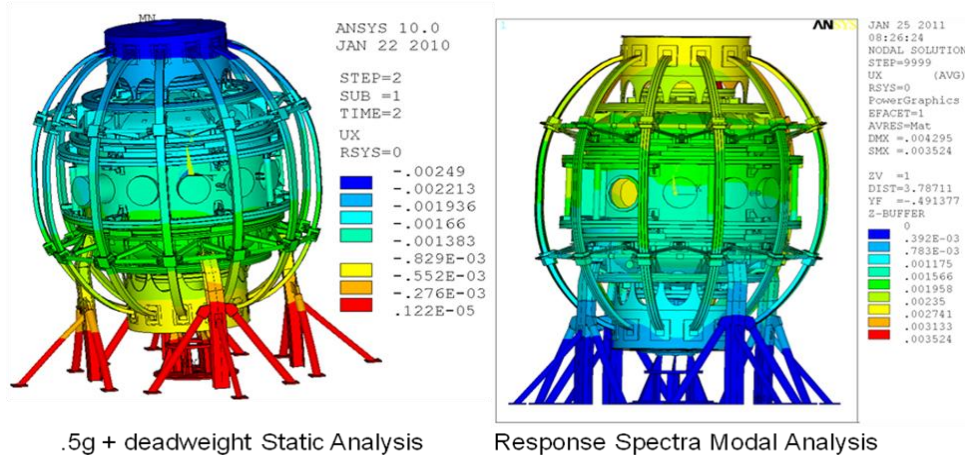 MN
ANSYS 10.0
JAN 22 2010
STEP=2
SUB =1
TIME=2
UX
RSYS=0
-.00249
-.002213
-.001936
-.00166
-.001383
-.829E-03
-.552E-03
-.276E-03
.122E-05
.5g + deadweight Static Analysis
1
ANSYS
JAN 25 2011
08:26:24
NODAL SOLUTION
STEP=9999
UX (AVG)
RSYS=0
PowerGraphics
EFACET=1
AVRES=Mat
DMX =.004295
SMX =.003524
ZV =1
DIST=3.78711
YF =-.491377
Z-BUFFER
0
.392E-03
.783E-03
.001175
.001566
.001958
.00235
.002741
.003133
.003524
Response Spectra Modal Analysis